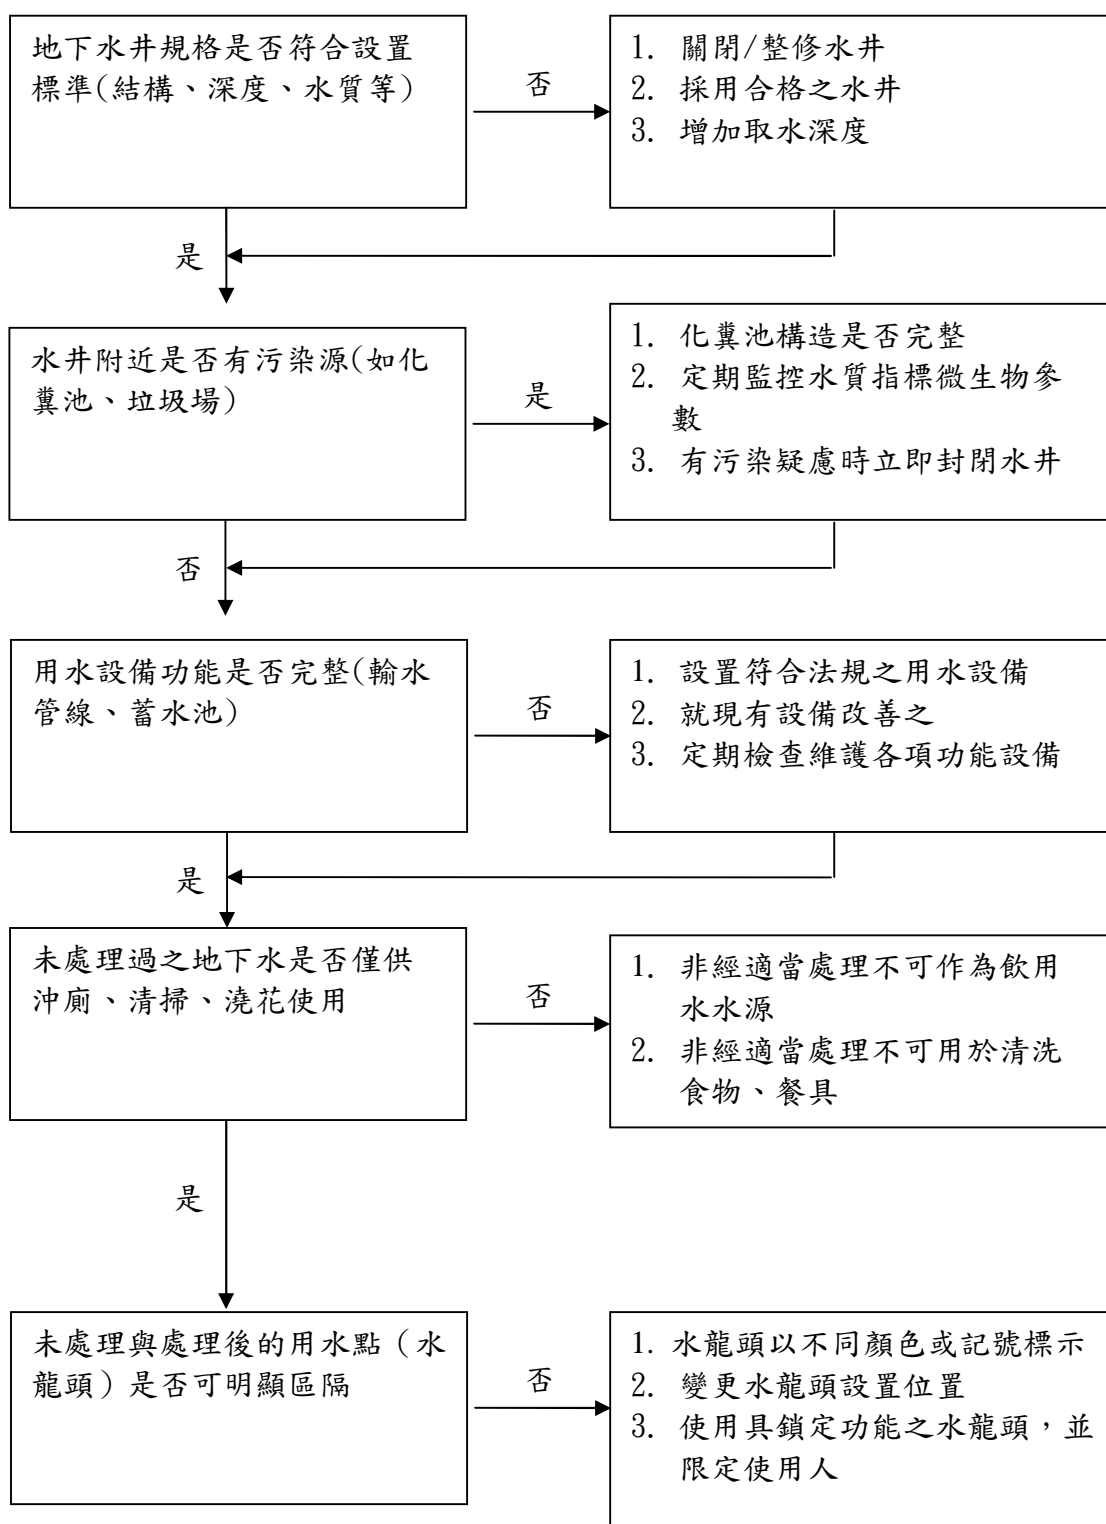 地下水井規格是否符合設置
標準(結構、深度、水質等)
否
1. 關閉/整修水井
2. 採用合格之水井
3. 增加取水深度
是
水井附近是否有污染源(如化
糞池、垃圾場)
是
1. 化糞池構造是否完整
2. 定期監控水質指標微生物參
數
3. 有污染疑慮時立即封閉水井
否
用水設備功能是否完整(輸水
管線、蓄水池)
否
1. 設置符合法規之用水設備
2. 就現有設備改善之
3. 定期檢查維護各項功能設備
是
未處理過之地下水是否僅供
沖廁、清掃、澆花使用
否
1. 非經適當處理不可作為飲用
水水源
2. 非經適當處理不可用於清洗
食物、餐具
是
未處理與處理後的用水點（水
龍頭）是否可明顯區隔
否
1. 水龍頭以不同顏色或記號標示
2. 變更水龍頭設置位置
3. 使用具鎖定功能之水龍頭，並
限定使用人